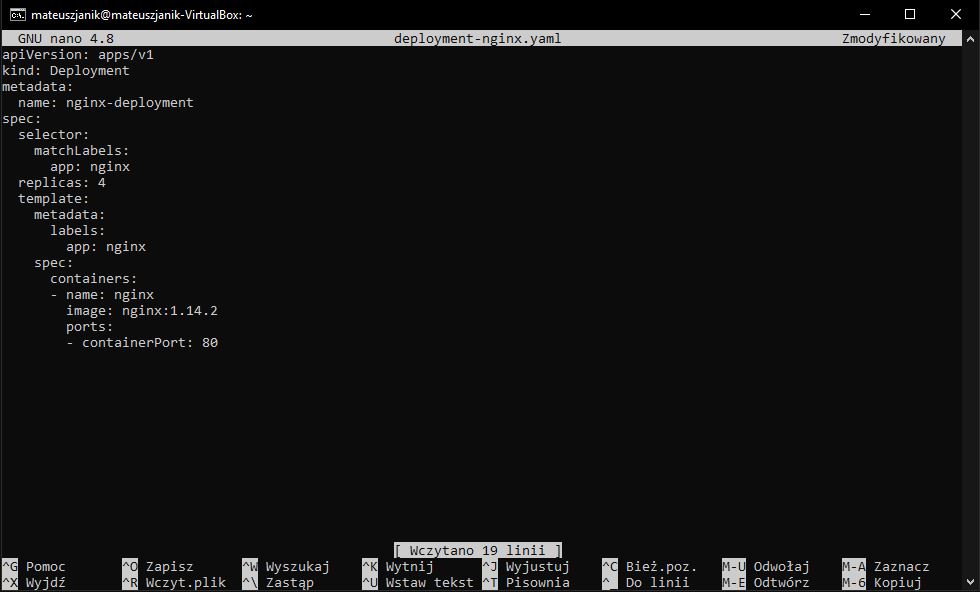 mateuszjanik@mateuszjanik-VirtualBox: ~
GNU nano 4.8 deployment-nginx.yaml Zmodyfikowany
apiVersion: apps/v1
kind: Deployment
metadata:
  name: nginx-deployment
spec:
  selector:
    matchLabels:
      app: nginx
  replicas: 4
  template:
    metadata:
      labels:
        app: nginx
    spec:
      containers:
      - name: nginx
        image: nginx:1.14.2
        ports:
        - containerPort: 80
[ Wczytano 19 linii ]
^G Pomoc ^O Zapisz ^W Wyszukaj ^K Wytnij ^J Wyjustuj ^C Bież.poz. M-U Odwołaj M-A Zaznacz
^X Wyjdź ^R Wczyt.plik ^\ Zastąp ^U Wstaw tekst ^T Pisownia ^_ Do linii M-E Odtwórz M-6 Kopiuj